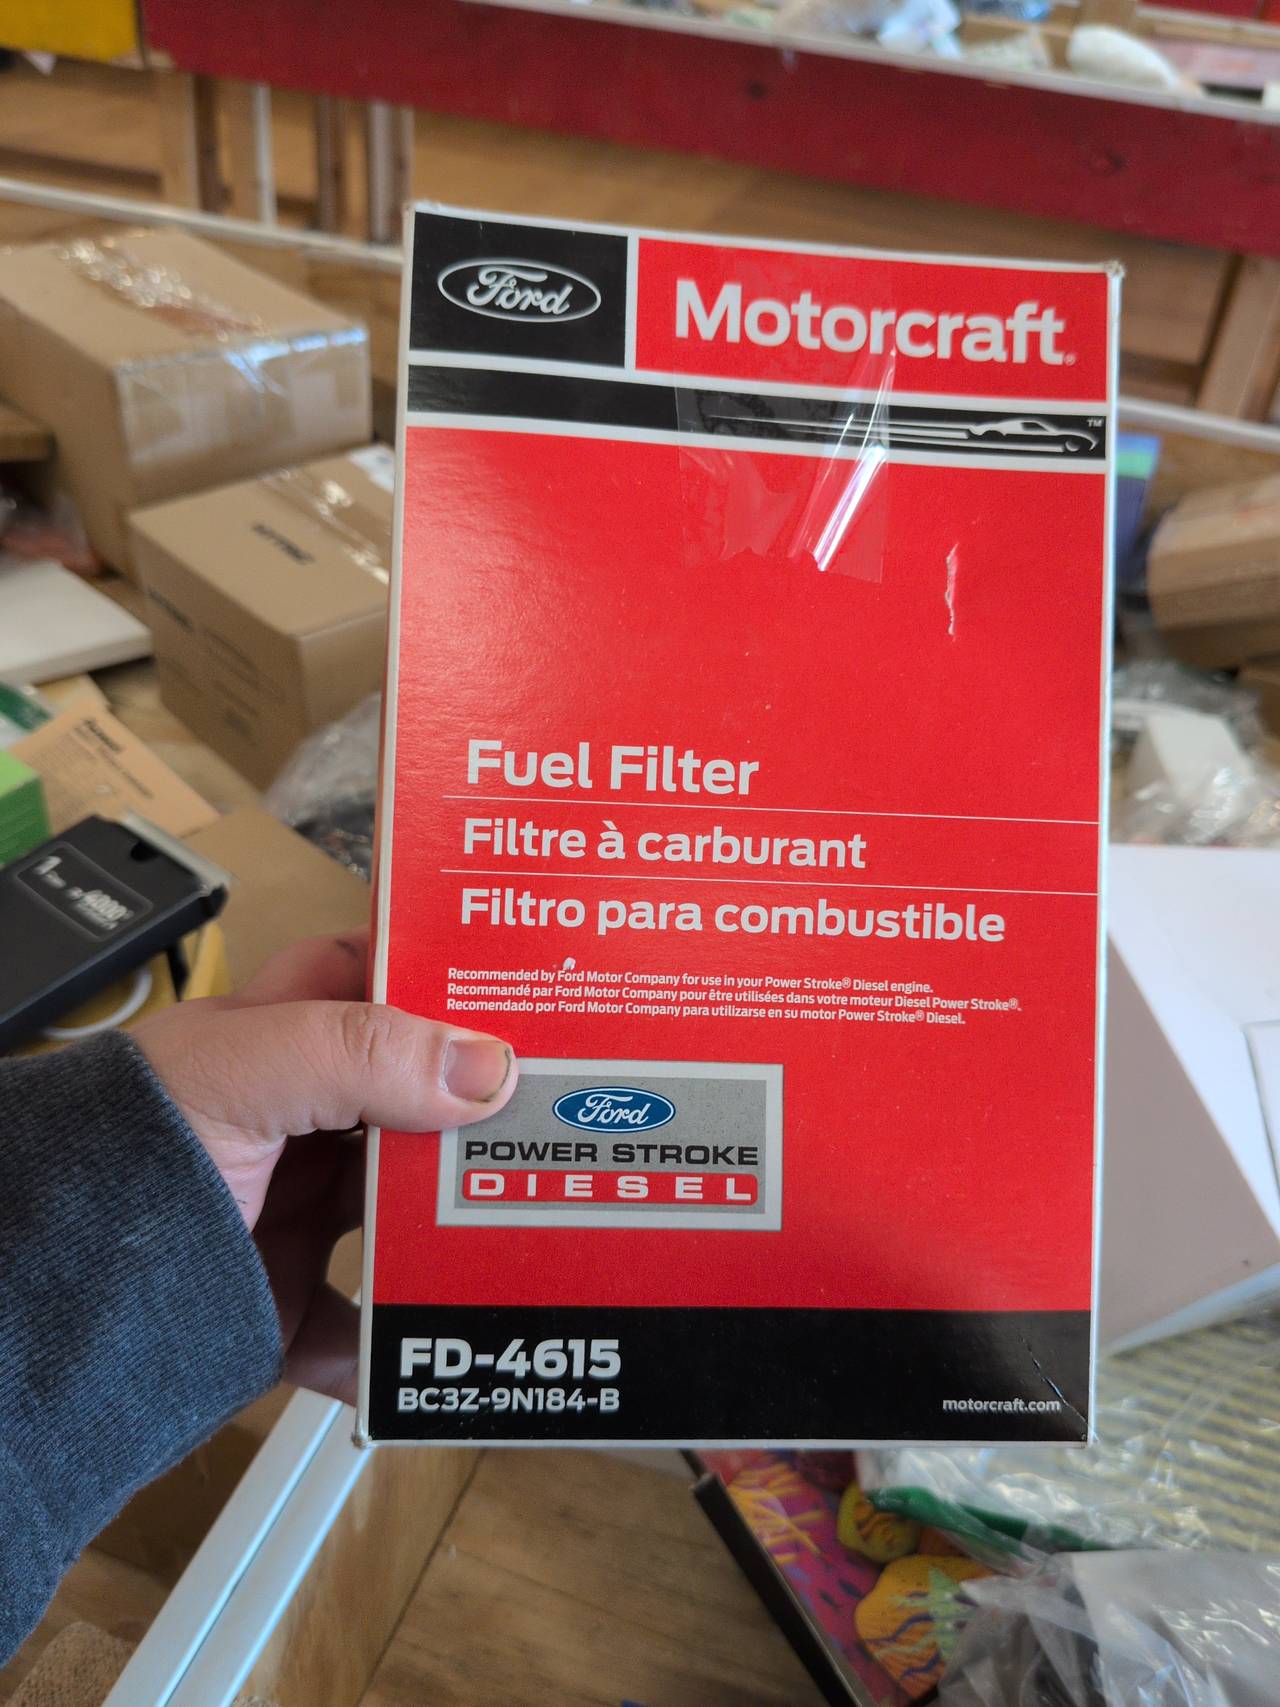 Ford
Motorcraft®
™
Fuel Filter
Filtre à carburant
Filtro para combustible
Recommended by Ford Motor Company for use in your Power Stroke® Diesel engine.
Recommandé par Ford Motor Company pour être utilisées dans votre moteur Diesel Power Stroke®.
Recomendado por Ford Motor Company para utilizarse en su motor Power Stroke® Diesel.
Ford
POWER STROKE
DIESEL
FD-4615
BC3Z-9N184-B
motorcraft.com